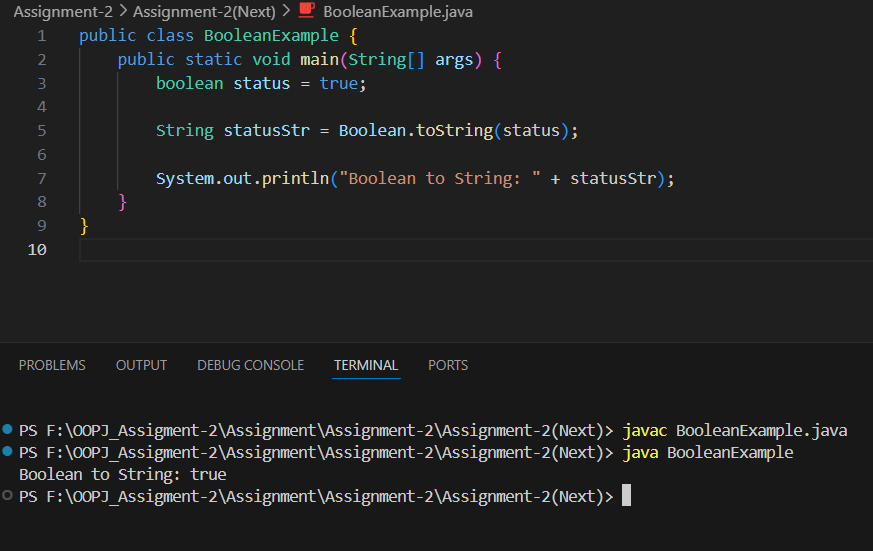 Assignment-2 > Assignment-2(Next) > BooleanExample.java
1 public class BooleanExample {
2 public static void main(String[] args) {
3 boolean status = true;
4
5 String statusStr = Boolean.toString(status);
6
7 System.out.println("Boolean to String: " + statusStr);
8 }
9 }
10
PROBLEMS OUTPUT DEBUG CONSOLE TERMINAL PORTS
PS F:\OOPJ_Assigment-2\Assignment\Assignment-2\Assignment-2(Next)> javac BooleanExample.java
PS F:\OOPJ_Assigment-2\Assignment\Assignment-2\Assignment-2(Next)> java BooleanExample
Boolean to String: true
PS F:\OOPJ_Assigment-2\Assignment\Assignment-2\Assignment-2(Next)>